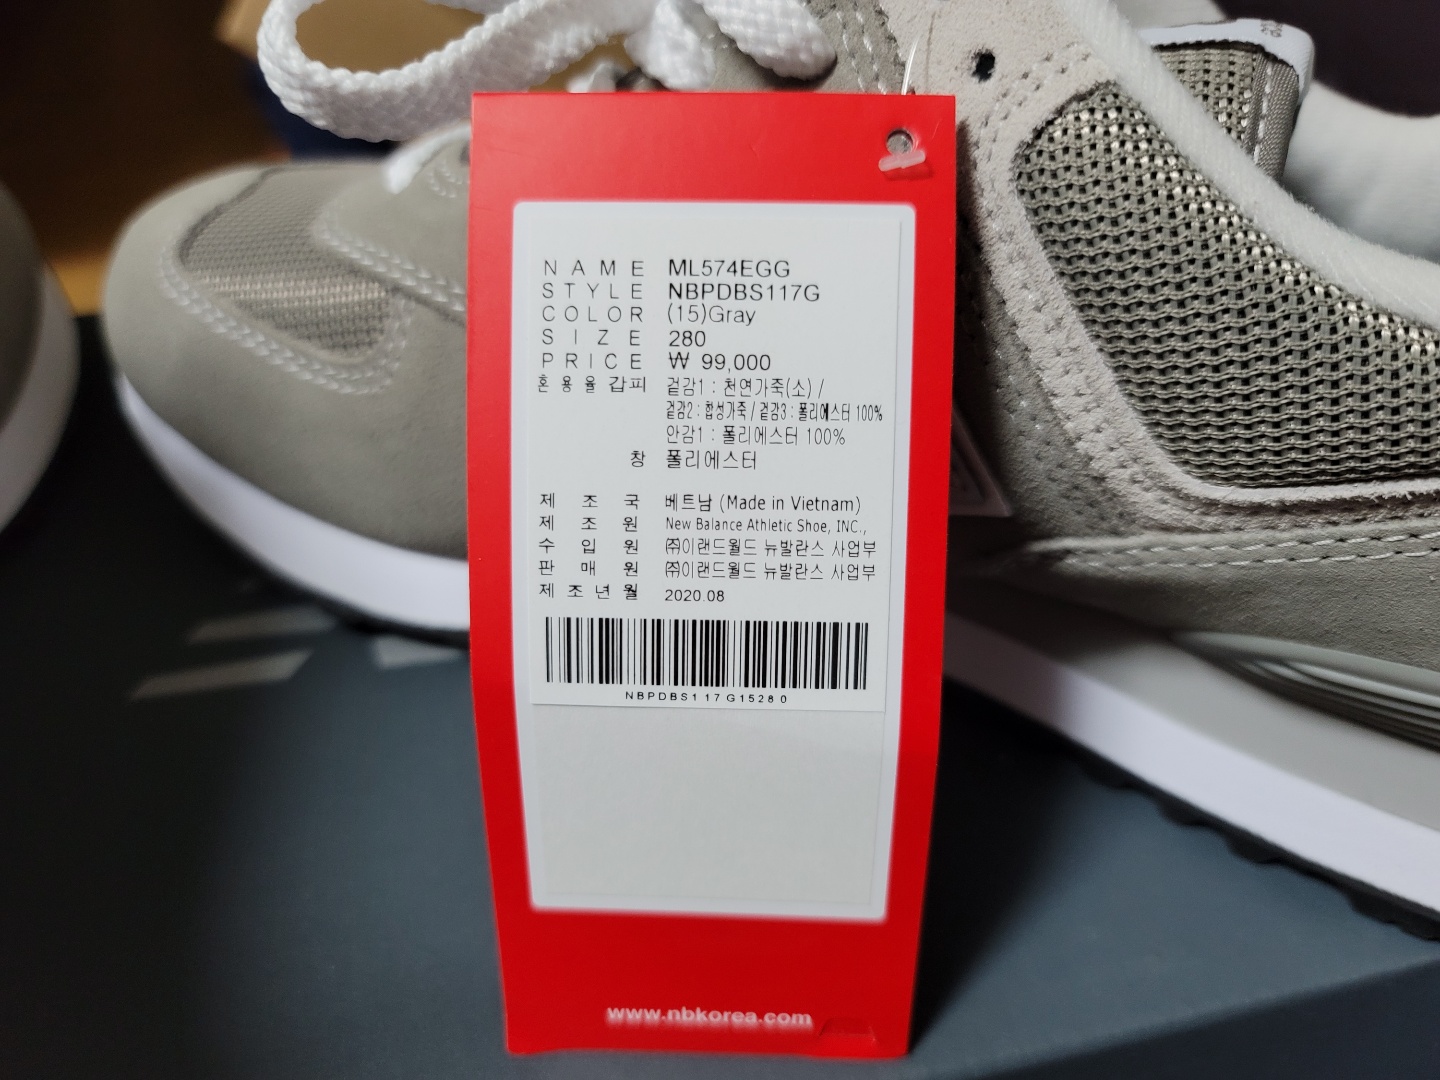 NAME ML574EGG
STYLE NBPDBS117G
COLOR (15)Gray
SIZE 280
PRICE ₩ 99,000
혼용율 갑피 겉감1 : 천연가죽(소) /
겉감2 : 합성가죽 / 겉감3 : 폴리에스터 100%
안감1 : 폴리에스터 100%
창 폴리에스터
제조국 베트남 (Made in Vietnam)
제조원 New Balance Athletic Shoe, INC.,
수입원 ㈜이랜드월드 뉴발란스 사업부
판매원 ㈜이랜드월드 뉴발란스 사업부
제조년월 2020.08
NBPDBS117G15280
www.nbkorea.com